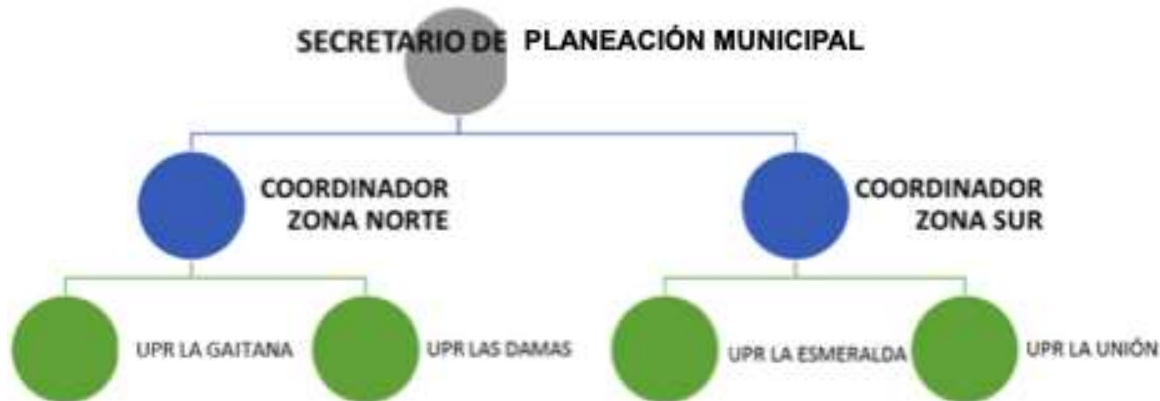 SECRETARIO DE PLANEACIÓN MUNICIPAL
COORDINADOR
ZONA NORTE
COORDINADOR
ZONA SUR
UPR LA GAITANA
UPR LAS DAMAS
UPR LA ESMERALDA
UPR LA UNIÓN